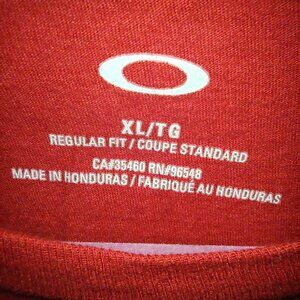 XL/TG
REGULAR FIT / COUPE STANDARD
CA#35460 RN#96548
MADE IN HONDURAS / FABRIQUÉ AU HONDURAS